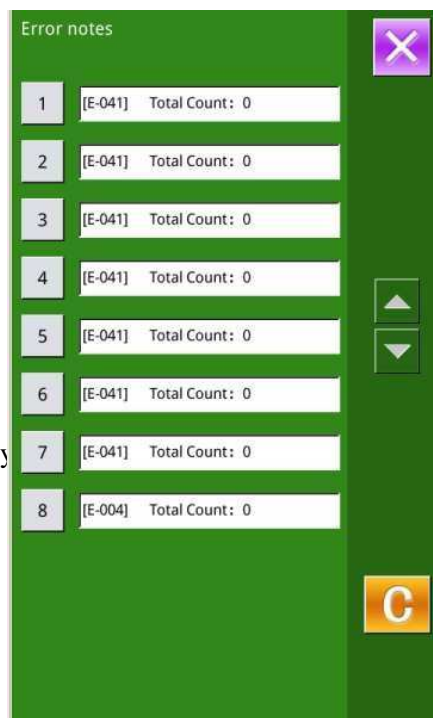 Error notes
1 [E-041] Total Count: 0
2 [E-041] Total Count: 0
3 [E-041] Total Count: 0
4 [E-041] Total Count: 0
5 [E-041] Total Count: 0
6 [E-041] Total Count: 0
y 7 [E-041] Total Count: 0
8 [E-004] Total Count: 0
C